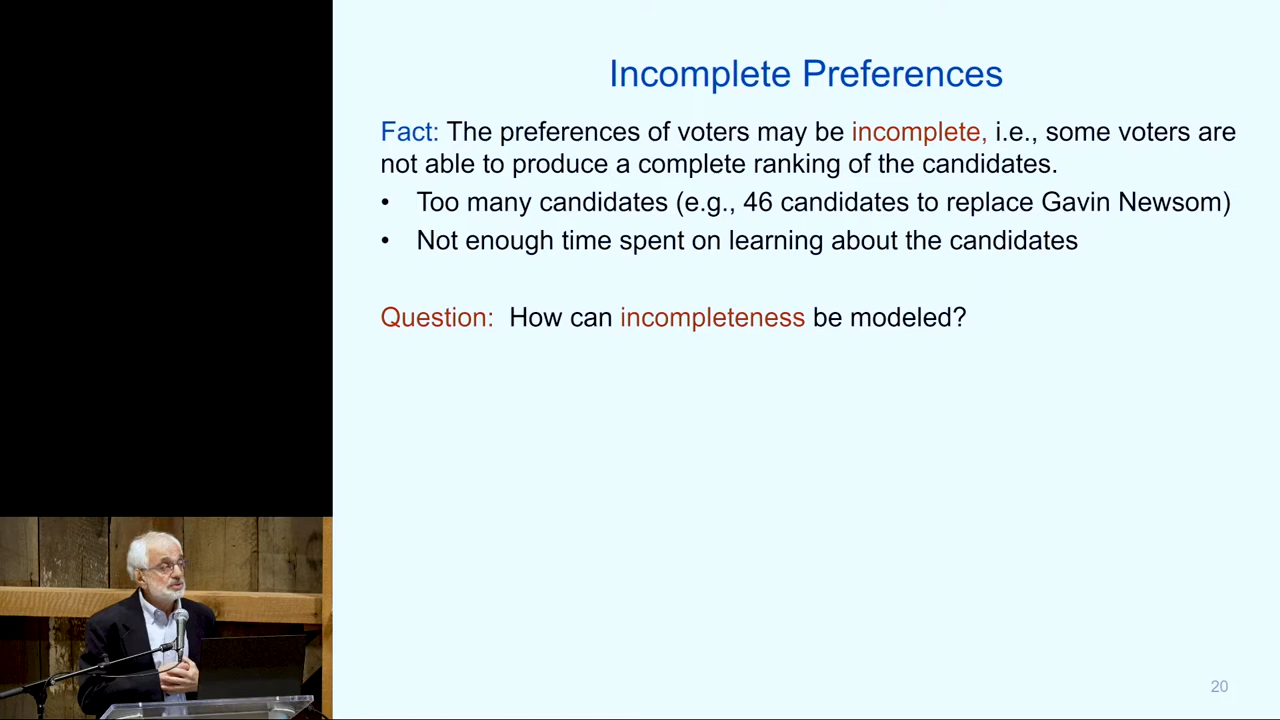 Incomplete Preferences
Fact: The preferences of voters may be incomplete, i.e., some voters are
not able to produce a complete ranking of the candidates.
• Too many candidates (e.g., 46 candidates to replace Gavin Newsom)
• Not enough time spent on learning about the candidates
Question: How can incompleteness be modeled?
20